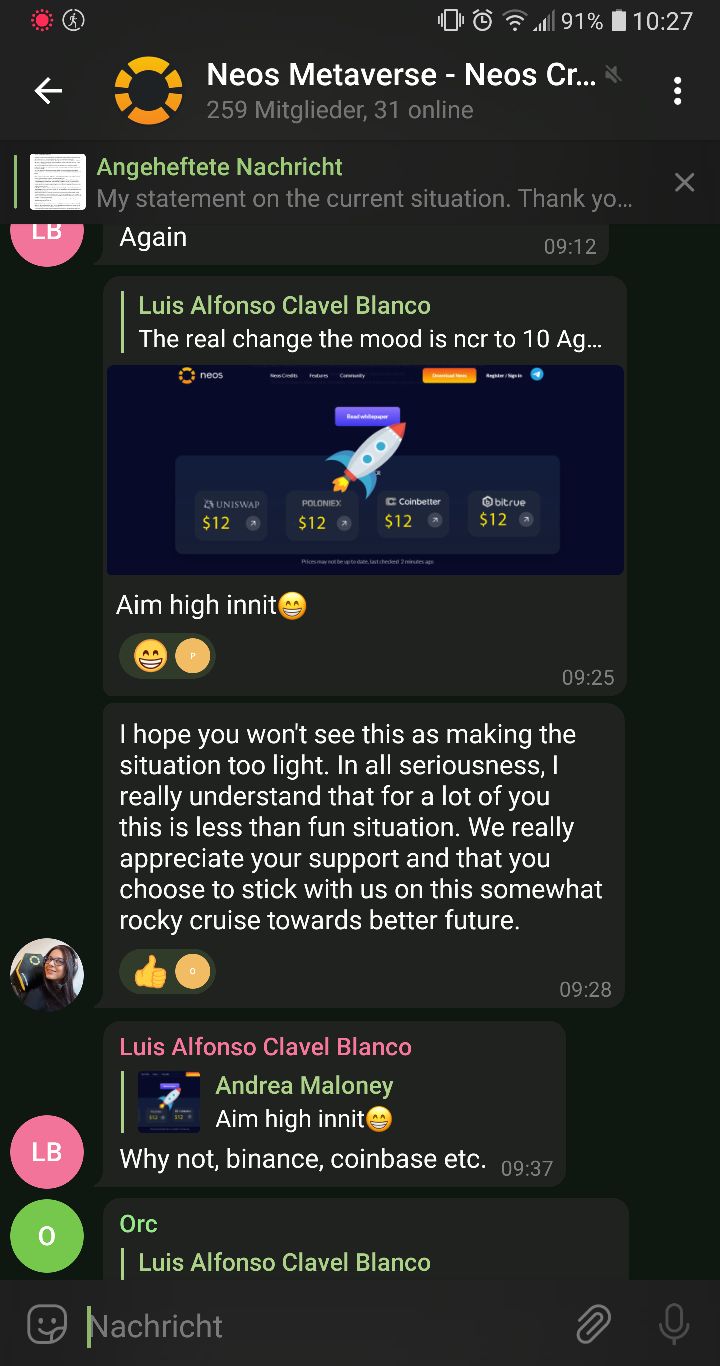 91% 10:27
Neos Metaverse - Neos Cr...
259 Mitglieder, 31 online
Angeheftete Nachricht
My statement on the current situation. Thank yo...
LB
Again
09:12
Luis Alfonso Clavel Blanco
The real change the mood is ncr to 10 Ag...
neos Neos Credits Features Community Download Neos Register / Sign in
Read whitepaper
UNISWAP POLONIEX Coinbetter bitrue
$12 $12 $12 $12
Prices may not be up to date, last checked 2 minutes ago
Aim high innit😁
😁 P
09:25
I hope you won't see this as making the
situation too light. In all seriousness, I
really understand that for a lot of you
this is less than fun situation. We really
appreciate your support and that you
choose to stick with us on this somewhat
rocky cruise towards better future.
👍 O
09:28
Luis Alfonso Clavel Blanco
Andrea Maloney
Aim high innit😁
LB
Why not, binance, coinbase etc. 09:37
Orc
O
Luis Alfonso Clavel Blanco
Nachricht